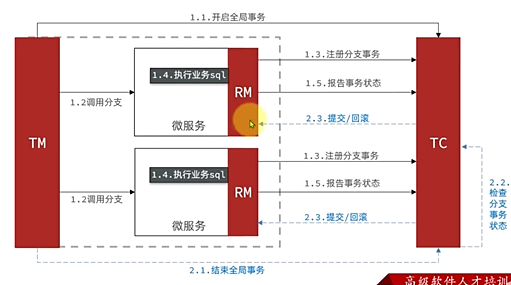 1.1.开启全局事务
1.3.注册分支事务
1.4.执行业务sql
RM
1.5.报告事务状态
1.2调用分支
2.3.提交/回滚
微服务
TM
TC
1.3.注册分支事务
1.4.执行业务sql
RM
1.5.报告事务状态
1.2调用分支
2.3.提交/回滚
微服务
2.2.
检查
分支
事务
状态
2.1.结束全局事务
高级软件人才培训